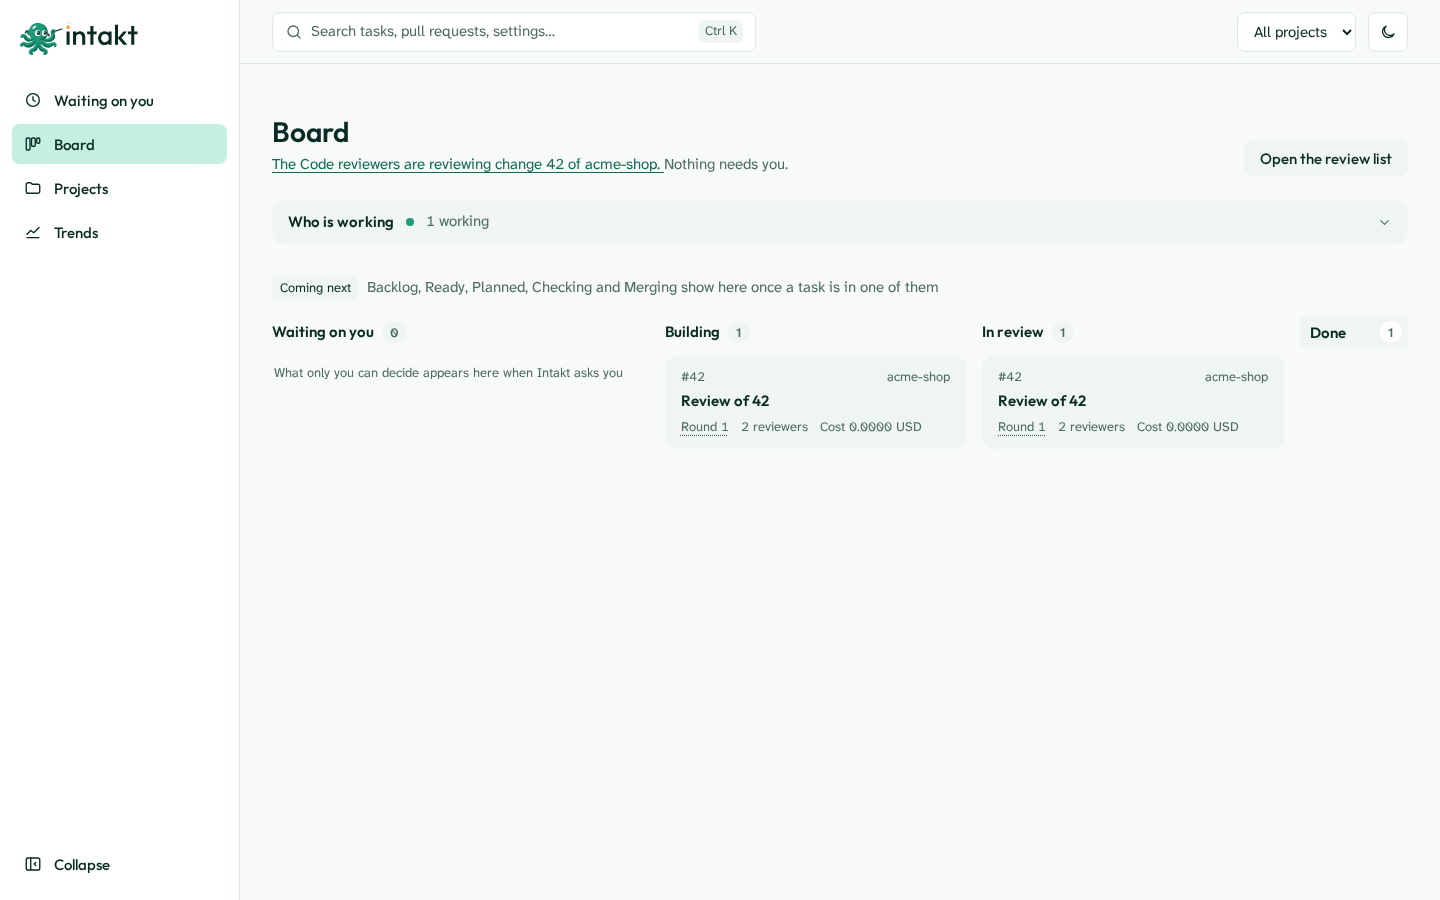 intakt
Search tasks, pull requests, settings...
Ctrl K
All projects
Waiting on you
Board
Projects
Trends
Board
The Code reviewers are reviewing change 42 of acme-shop. Nothing needs you.
Open the review list
Who is working
1 working
Coming next
Backlog, Ready, Planned, Checking and Merging show here once a task is in one of them
Waiting on you 0
What only you can decide appears here when Intakt asks you
Building 1
#42 acme-shop
Review of 42
Round 1 2 reviewers Cost 0.0000 USD
In review 1
#42 acme-shop
Review of 42
Round 1 2 reviewers Cost 0.0000 USD
Done 1
Collapse